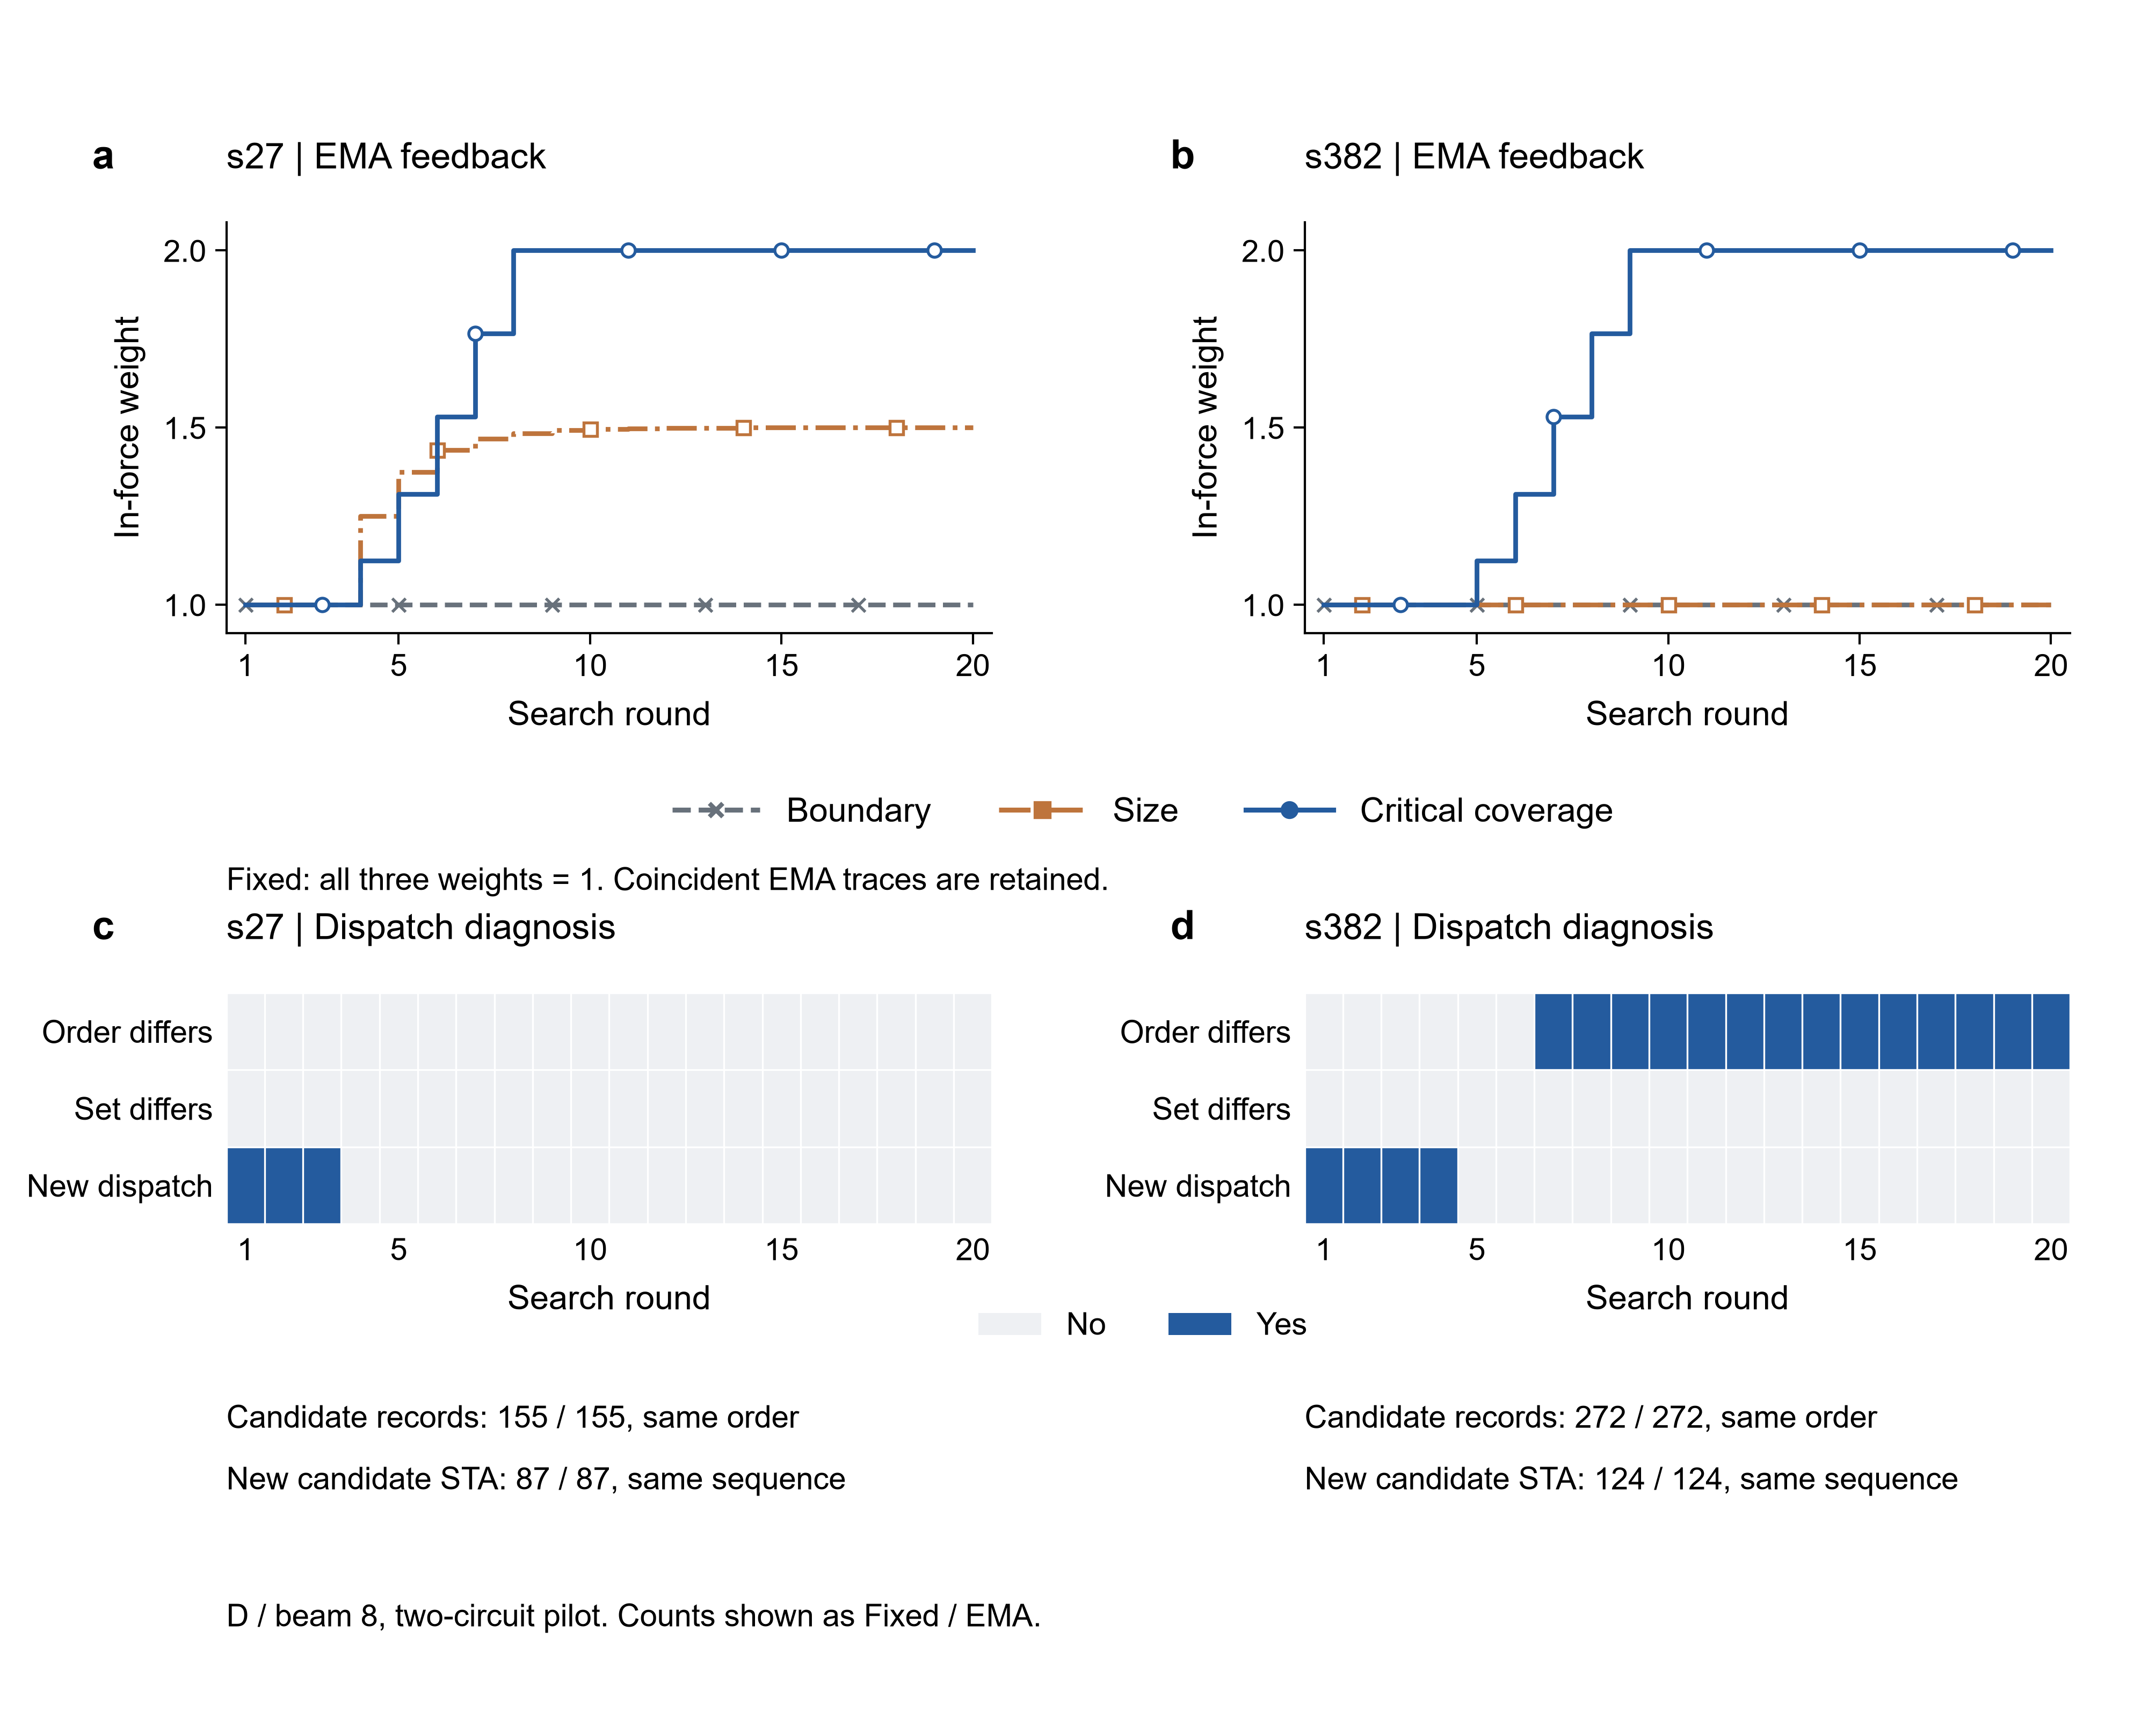 a
s27 | EMA feedback
In-force weight
2.0
1.5
1.0
1 5 10 15 20
Search round
b
s382 | EMA feedback
In-force weight
2.0
1.5
1.0
1 5 10 15 20
Search round
Boundary Size Critical coverage
Fixed: all three weights = 1. Coincident EMA traces are retained.
c
s27 | Dispatch diagnosis
Order differs
Set differs
New dispatch
1 5 10 15 20
Search round
d
s382 | Dispatch diagnosis
Order differs
Set differs
New dispatch
1 5 10 15 20
Search round
No Yes
Candidate records: 155 / 155, same order
New candidate STA: 87 / 87, same sequence
Candidate records: 272 / 272, same order
New candidate STA: 124 / 124, same sequence
D / beam 8, two-circuit pilot. Counts shown as Fixed / EMA.